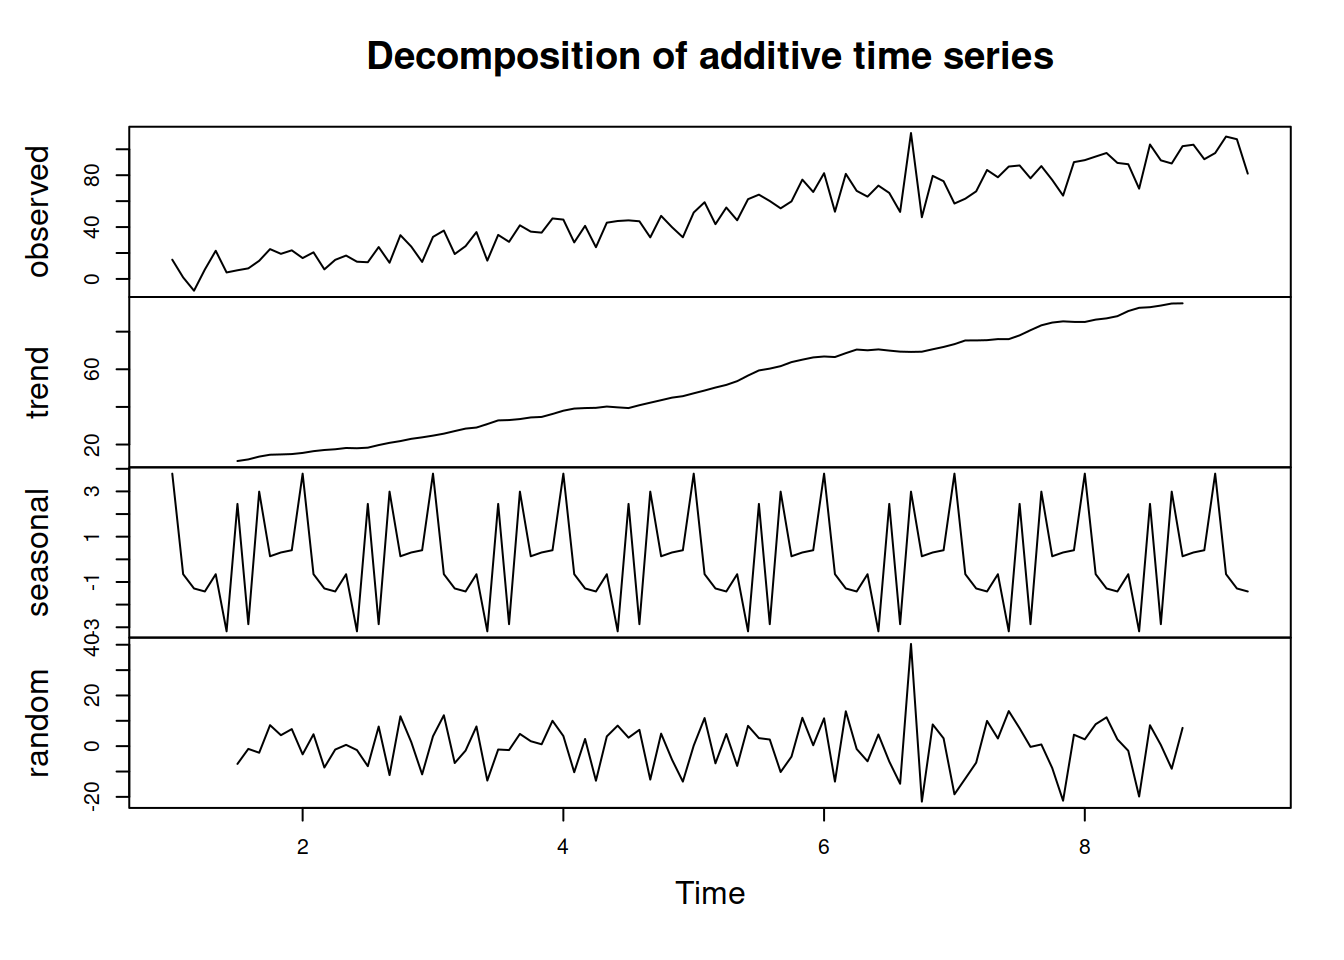 Decomposition of additive time series
observed
0 40 80
trend
20 60
seasonal
-3 -1 1 3
random
-20 0 20 40
2 4 6 8
Time